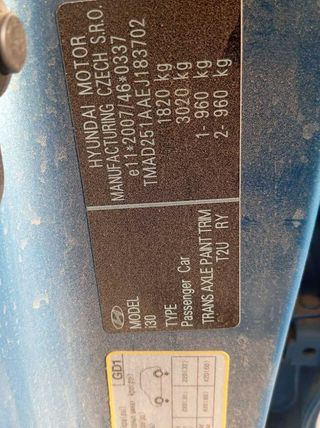 HYUNDAI MOTOR
MANUFACTURING CZECH S.R.O.
e11*2007/46*0337
TMAD251TAAEJ183702
1820 kg
3020 kg
1- 960 kg
2- 960 kg
MODEL
i30
TYPE
Passenger Car
TRANS AXLE PAINT TRIM
T2U RY
GD1